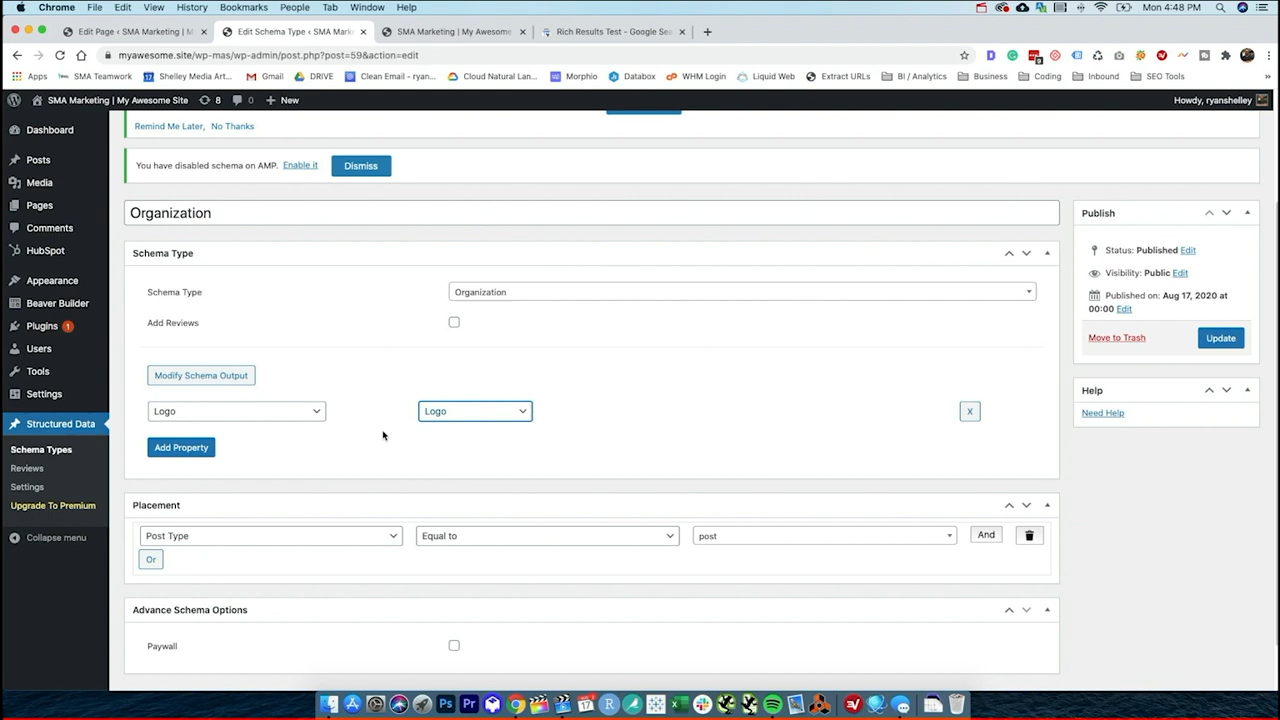 Chrome File Edit View History Bookmarks People Tab Window Help Mon 4:48 PM
Edit Page ‹ SMA Marketing | M Edit Schema Type ‹ SMA Mark SMA Marketing | My Awesome Rich Results Test - Google Sea
myawesome.site/wp-mas/wp-admin/post.php?post=59&action=edit
Apps SMA Teamwork Shelley Media Art... Gmail DRIVE Clean Email - ryan... Cloud Natural Lan... Morphio Databox WHM Login Liquid Web Extract URLs BI / Analytics Business Coding Inbound SEO Tools »
SMA Marketing | My Awesome Site 8 0 + New Howdy, ryanshelley
Dashboard
Posts
Media
Pages
Comments
HubSpot
Appearance
Beaver Builder
Plugins 1
Users
Tools
Settings
Structured Data
Schema Types
Reviews
Settings
Upgrade To Premium
Collapse menu
Remind Me Later, No Thanks
You have disabled schema on AMP. Enable it Dismiss
Organization
Schema Type
Schema Type Organization
Add Reviews
Modify Schema Output
Logo Logo X
Add Property
Placement
Post Type Equal to post And
Or
Advance Schema Options
Paywall
Publish
Status: Published Edit
Visibility: Public Edit
Published on: Aug 17, 2020 at
00:00 Edit
Move to Trash Update
Help
Need Help